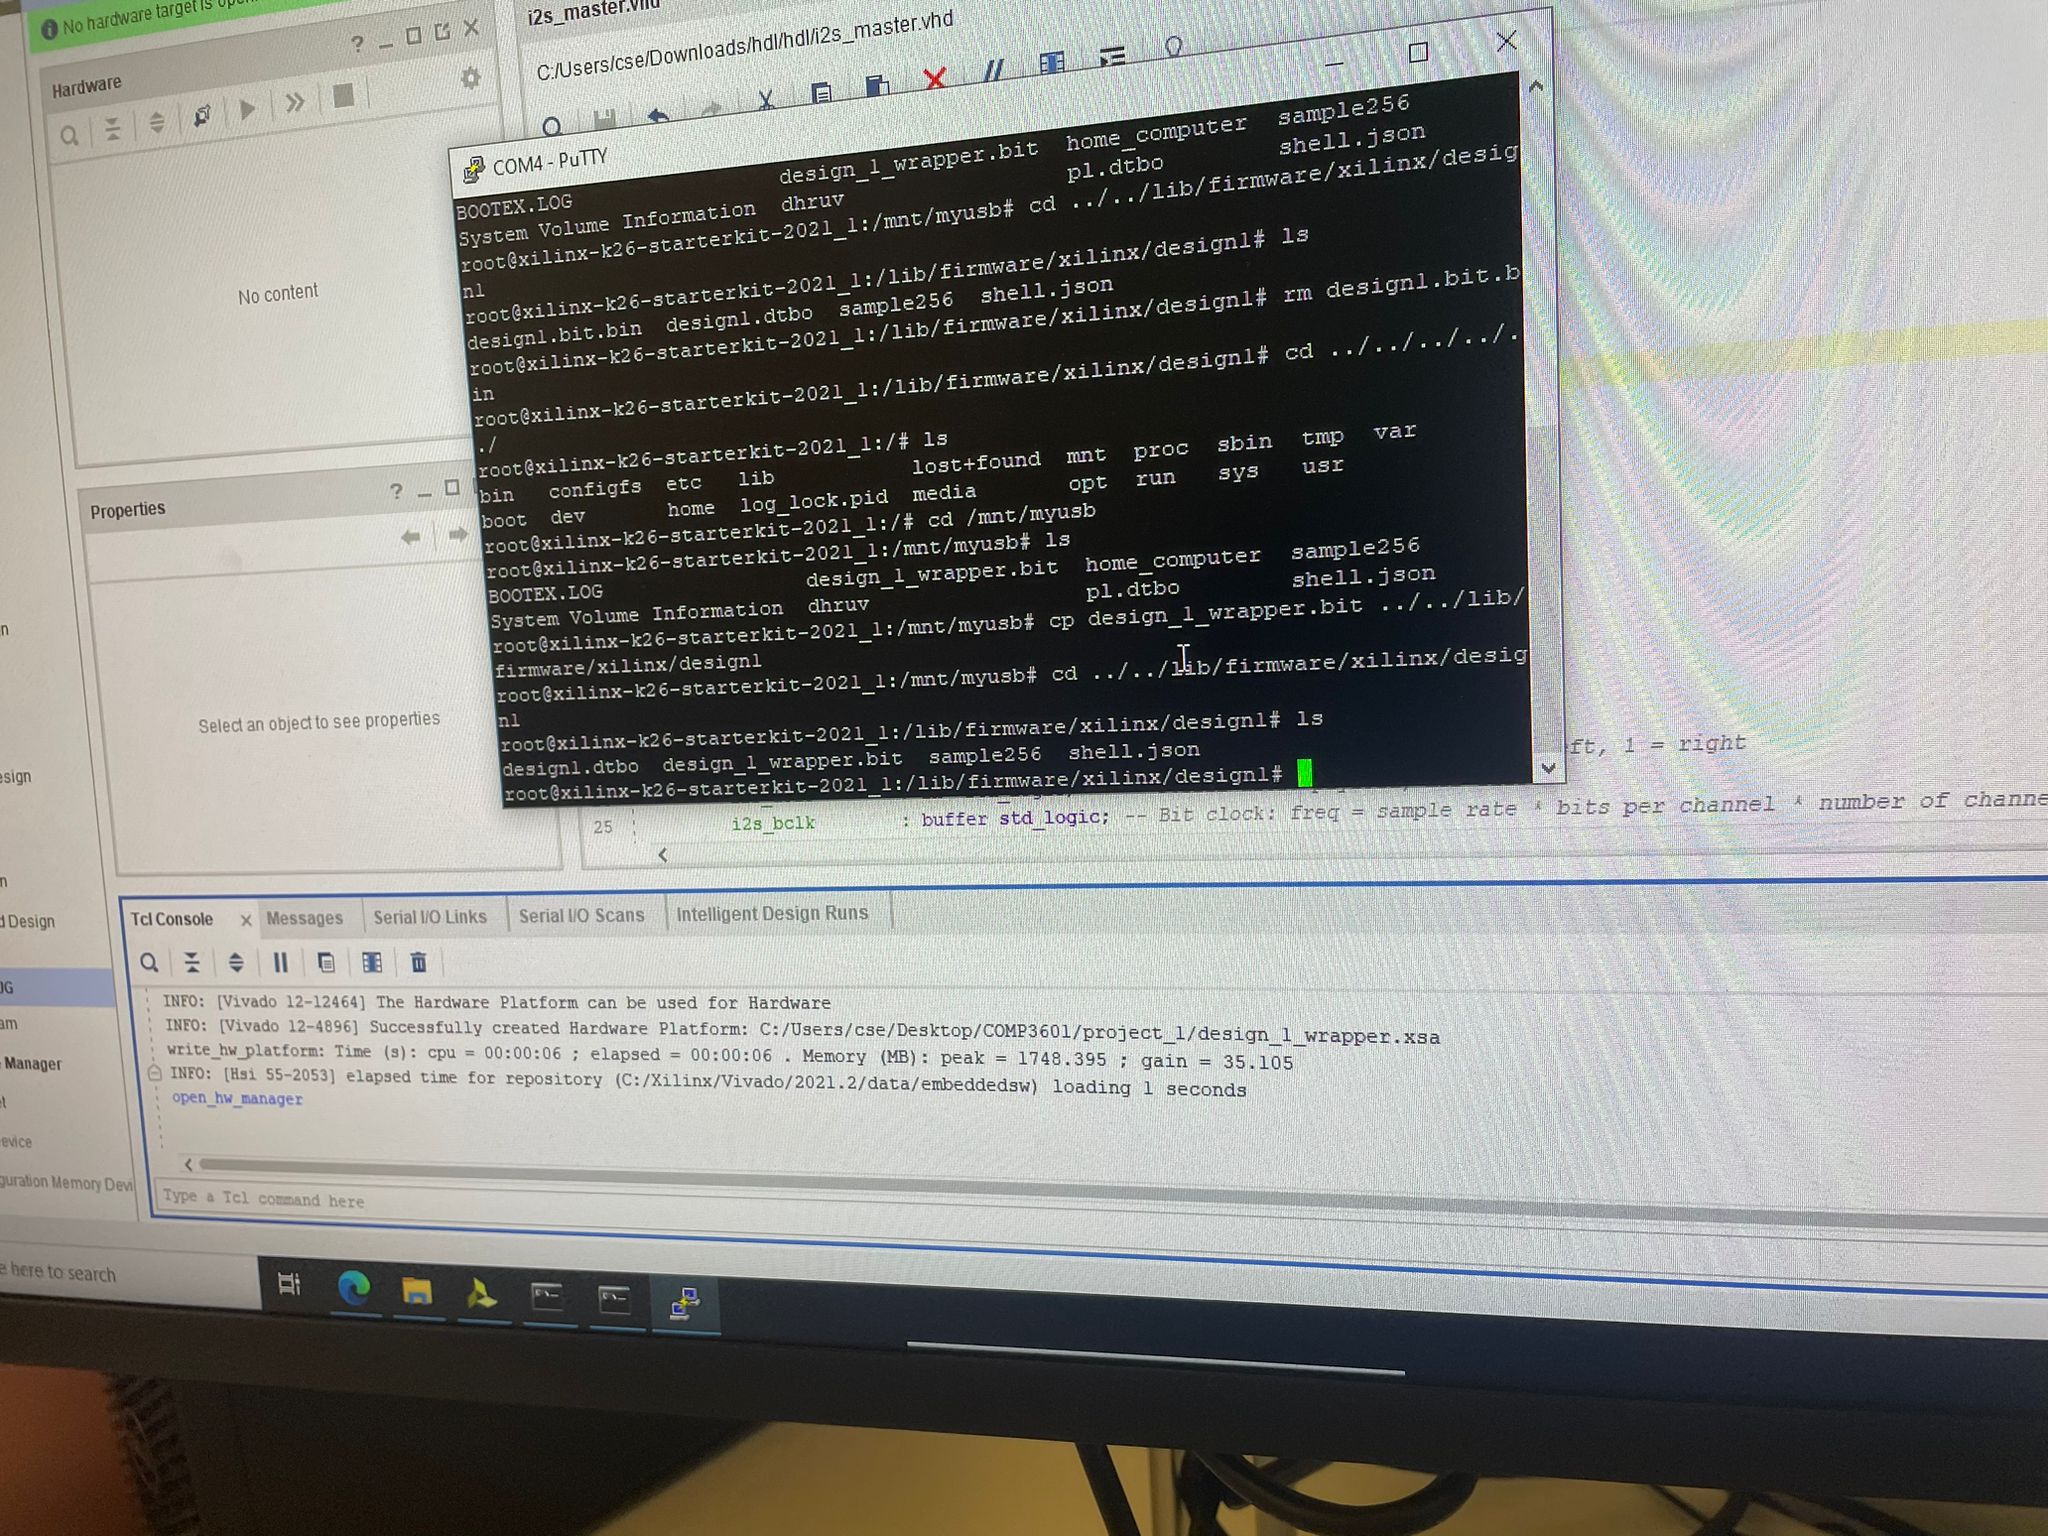 No hardware target is open.
Hardware
No content
Properties
Select an object to see properties
i2s_master.vhd
C:/Users/cse/Downloads/hdl/hdl/i2s_master.vhd
COM4 - PuTTY
BOOTEX.LOG design_1_wrapper.bit home_computer sample256
System Volume Information dhruv pl.dtbo shell.json
root@xilinx-k26-starterkit-2021_1:/mnt/myusb# cd ../../lib/firmware/xilinx/desig
n1
root@xilinx-k26-starterkit-2021_1:/lib/firmware/xilinx/design1# ls
design1.bit.bin design1.dtbo sample256 shell.json
root@xilinx-k26-starterkit-2021_1:/lib/firmware/xilinx/design1# rm design1.bit.b
in
root@xilinx-k26-starterkit-2021_1:/lib/firmware/xilinx/design1# cd ../../../../.
./
root@xilinx-k26-starterkit-2021_1:/# ls
bin configfs etc lib lost+found mnt proc sbin tmp var
boot dev home log_lock.pid media opt run sys usr
root@xilinx-k26-starterkit-2021_1:/# cd /mnt/myusb
root@xilinx-k26-starterkit-2021_1:/mnt/myusb# ls
BOOTEX.LOG design_1_wrapper.bit home_computer sample256
System Volume Information dhruv pl.dtbo shell.json
root@xilinx-k26-starterkit-2021_1:/mnt/myusb# cp design_1_wrapper.bit ../../lib/
firmware/xilinx/design1
root@xilinx-k26-starterkit-2021_1:/mnt/myusb# cd ../../lib/firmware/xilinx/desig
n1
root@xilinx-k26-starterkit-2021_1:/lib/firmware/xilinx/design1# ls
design1.dtbo design_1_wrapper.bit sample256 shell.json
root@xilinx-k26-starterkit-2021_1:/lib/firmware/xilinx/design1#
ft, 1 = right
25 i2s_bclk : buffer std_logic; -- Bit clock: freq = sample rate * bits per channel * number of channe
n
esign
n
d Design
UG
am
Manager
et
evice
guration Memory Devi
Tcl Console Messages Serial I/O Links Serial I/O Scans Intelligent Design Runs
INFO: [Vivado 12-12464] The Hardware Platform can be used for Hardware
INFO: [Vivado 12-4896] Successfully created Hardware Platform: C:/Users/cse/Desktop/COMP3601/project_1/design_1_wrapper.xsa
write_hw_platform: Time (s): cpu = 00:00:06 ; elapsed = 00:00:06 . Memory (MB): peak = 1748.395 ; gain = 35.105
INFO: [Hsi 55-2053] elapsed time for repository (C:/Xilinx/Vivado/2021.2/data/embeddedsw) loading 1 seconds
open_hw_manager
Type a Tcl command here
e here to search